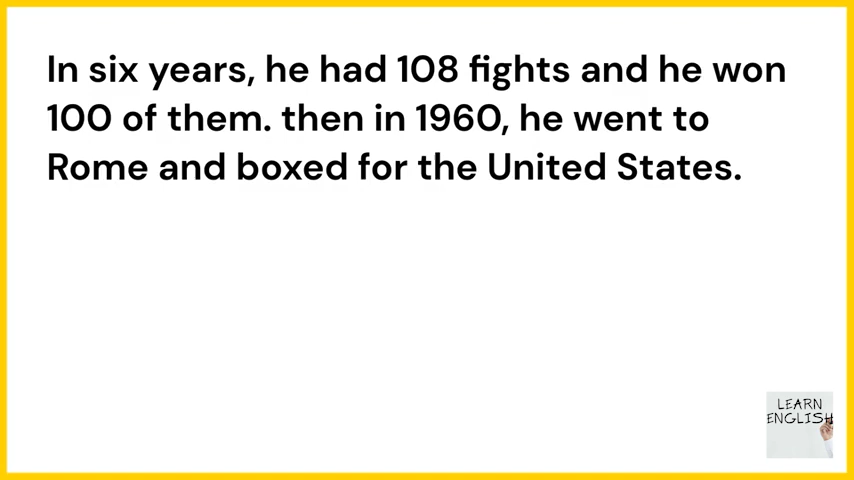 In six years, he had 108 fights and he won
100 of them. then in 1960, he went to
Rome and boxed for the United States.
LEARN
ENGLISH